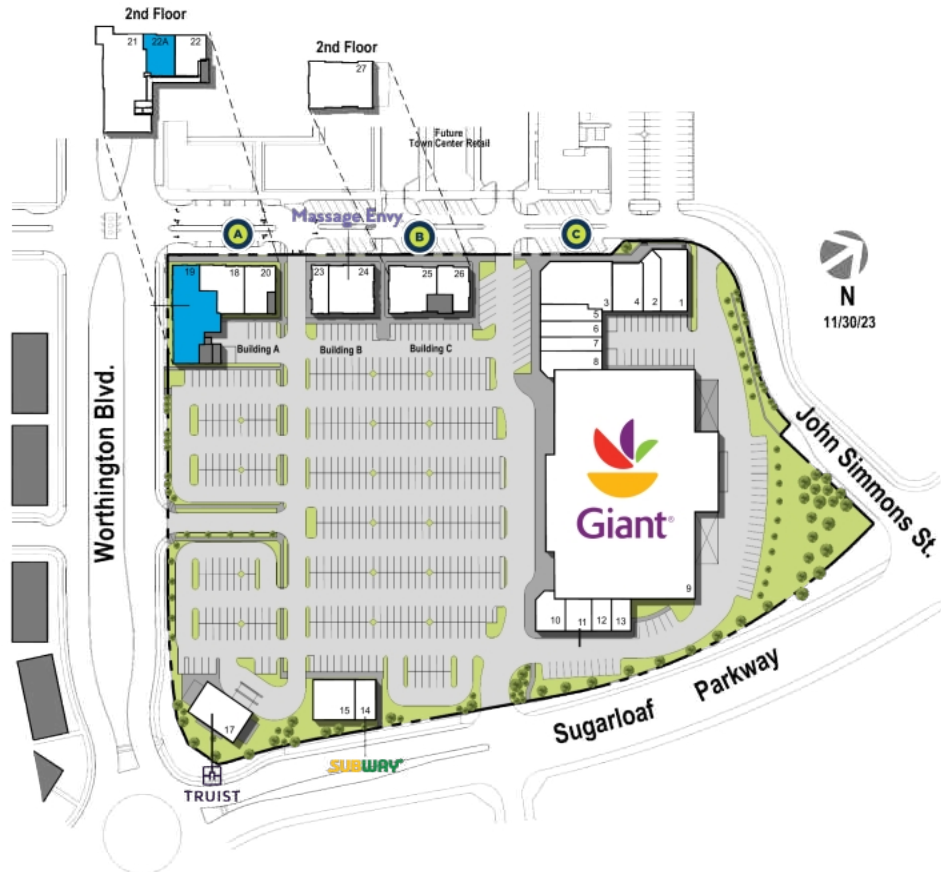 2nd Floor
21
22A
22
2nd Floor
27
Future
Town Center Retail
Massage Envy
A
B
C
19
18
20
23
24
25
26
3
4
2
1
5
6
7
8
N
11/30/23
Building A
Building B
Building C
Worthington Blvd.
John Simmons St.
Giant®
9
10
11
12
13
15
14
17
Sugarloaf Parkway
SUBWAY
TRUIST